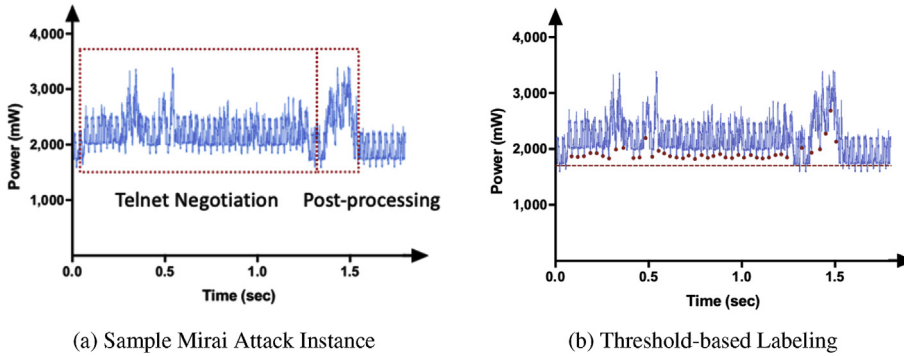 4,000
3,000
2,000
1,000
Power (mW)
Telnet Negotiation
Post-processing
0.0
0.5
1.0
1.5
Time (sec)
(a) Sample Mirai Attack Instance
4,000
3,000
2,000
1,000
Power (mW)
0.0
0.5
1.0
1.5
Time (sec)
(b) Threshold-based Labeling